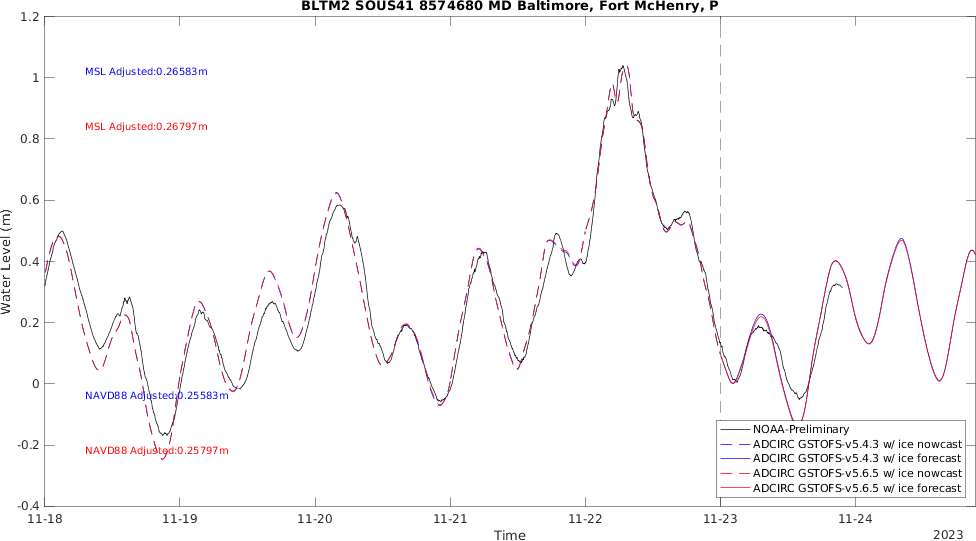 BLTM2 SOUS41 8574680 MD Baltimore, Fort McHenry, P
1.2
1
0.8
0.6
0.4
0.2
0
-0.2
-0.4
Water Level (m)
MSL Adjusted:0.26583m
MSL Adjusted:0.26797m
NAVD88 Adjusted:0.25583m
NAVD88 Adjusted:0.25797m
NOAA-Preliminary
ADCIRC GSTOFS-v5.4.3 w/ ice nowcast
ADCIRC GSTOFS-v5.4.3 w/ ice forecast
ADCIRC GSTOFS-v5.6.5 w/ ice nowcast
ADCIRC GSTOFS-v5.6.5 w/ ice forecast
11-18 11-19 11-20 11-21 11-22 11-23 11-24
Time
2023